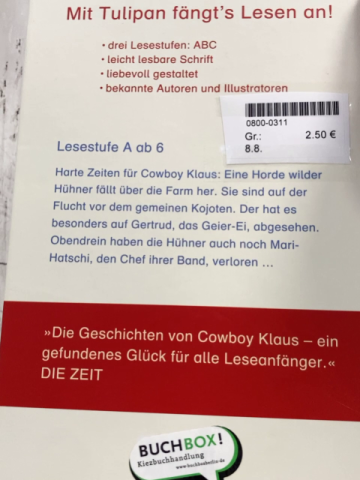 Mit Tulipan fängt's Lesen an!
• drei Lesestufen: ABC
• leicht lesbare Schrift
• liebevoll gestaltet
• bekannte Autoren und Illustratoren
0800-0311
Gr.: 2.50 €
8.8.
Lesestufe A ab 6
Harte Zeiten für Cowboy Klaus: Eine Horde wilder
Hühner fällt über die Farm her. Sie sind auf der
Flucht vor dem gemeinen Kojoten. Der hat es
besonders auf Gertrud, das Geier-Ei, abgesehen.
Obendrein haben die Hühner auch noch Mari-
Hatschi, den Chef ihrer Band, verloren ...
»Die Geschichten von Cowboy Klaus – ein
gefundenes Glück für alle Leseanfänger.«
DIE ZEIT
BUCHBOX!
Kiezbuchhandlung
www.buchboxberlin.de